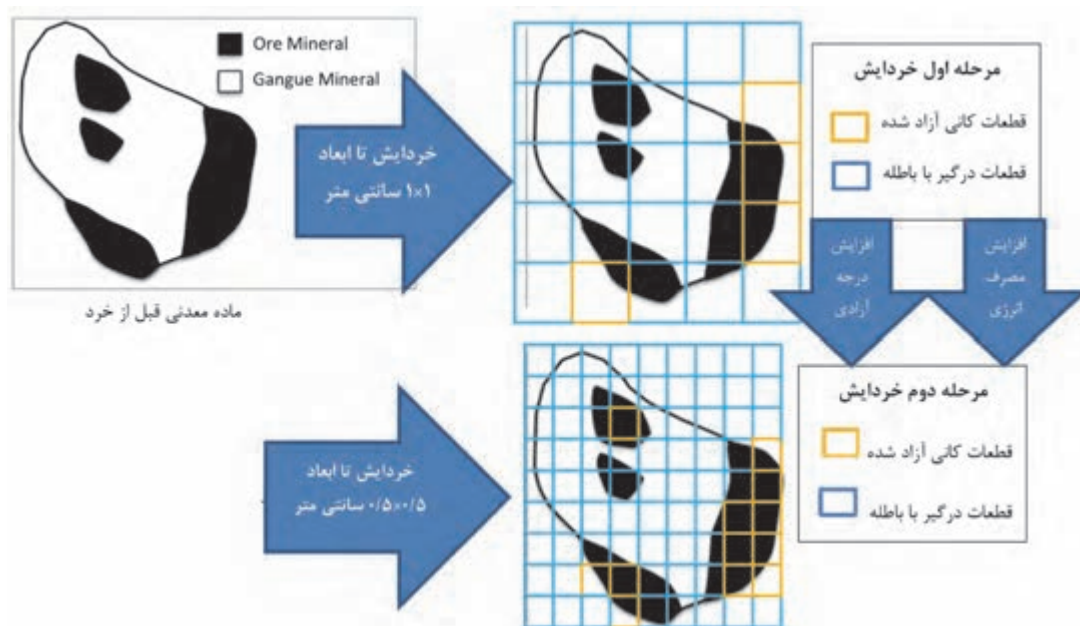 Ore Mineral
Gangue Mineral
ماده معدنی قبل از خرد
خردایش تا ابعاد
۱×۱ سانتی متر
مرحله اول خردایش
قطعات کانی آزاد شده
قطعات درگیر با باطله
افزایش
درجه
آزادی
افزایش
مصرف
انرژی
خردایش تا ابعاد
۰/۵×۰/۵ سانتی متر
مرحله دوم خردایش
قطعات کانی آزاد شده
قطعات درگیر با باطله